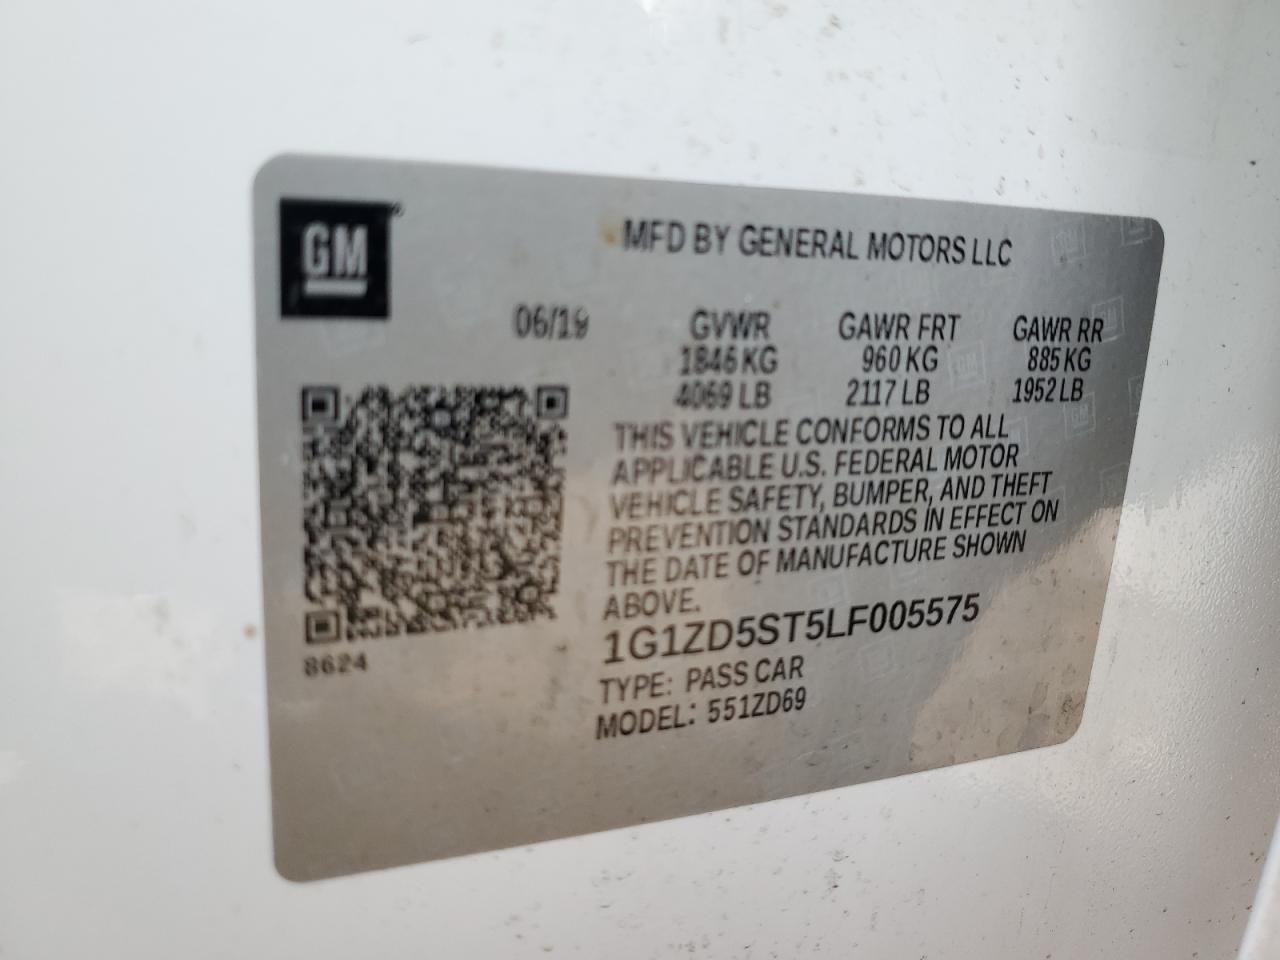 GM
MFD BY GENERAL MOTORS LLC
06/19 GVWR GAWR FRT GAWR RR
1846 KG 960 KG 885 KG
4069 LB 2117 LB 1952 LB
THIS VEHICLE CONFORMS TO ALL
APPLICABLE U.S. FEDERAL MOTOR
VEHICLE SAFETY, BUMPER, AND THEFT
PREVENTION STANDARDS IN EFFECT ON
THE DATE OF MANUFACTURE SHOWN
ABOVE.
1G1ZD5ST5LF005575
8624
TYPE: PASS CAR
MODEL: 551ZD69